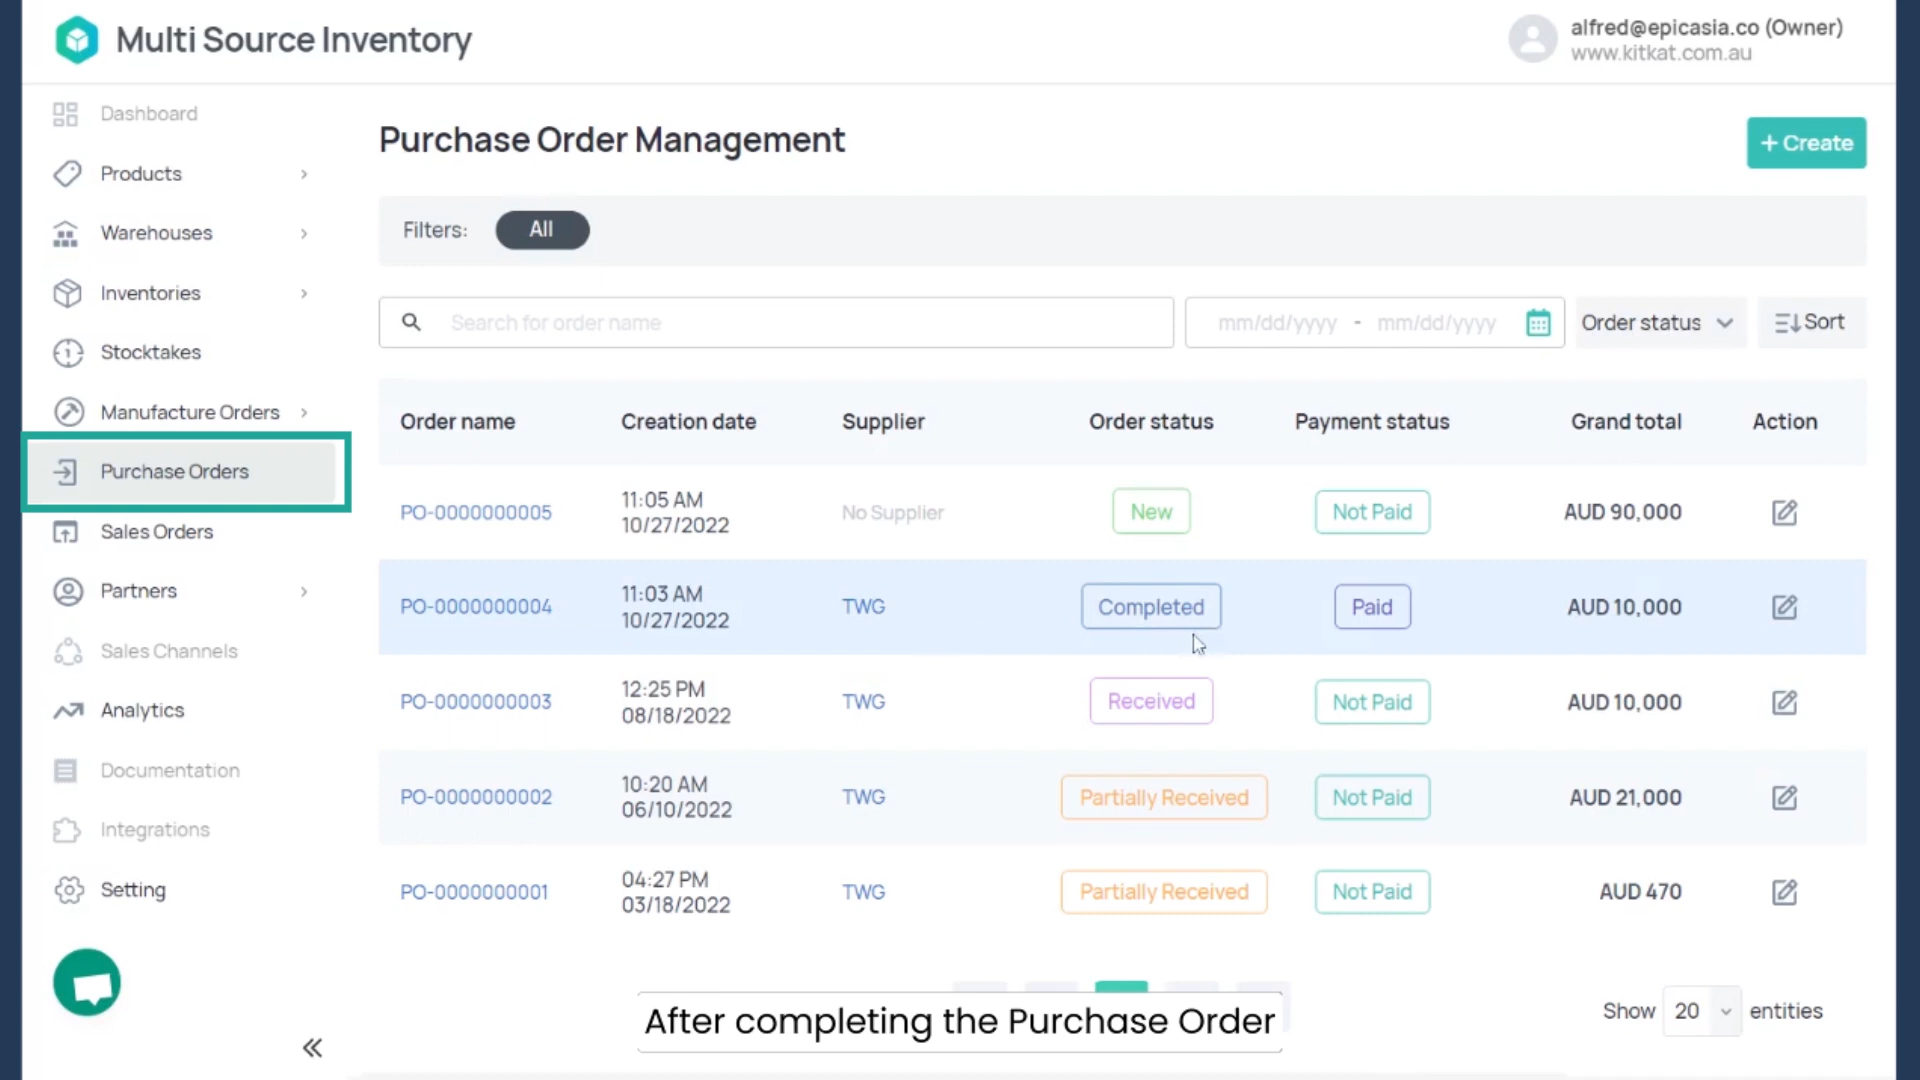 Multi Source Inventory
alfred@epicasia.co (Owner)
www.kitkat.com.au
Dashboard
Products
Warehouses
Inventories
Stocktakes
Manufacture Orders
Purchase Orders
Sales Orders
Partners
Sales Channels
Analytics
Documentation
Integrations
Setting
Purchase Order Management
+ Create
Filters: All
Search for order name
mm/dd/yyyy - mm/dd/yyyy
Order status
Sort
Order name Creation date Supplier Order status Payment status Grand total Action
PO-0000000005 11:05 AM 10/27/2022 No Supplier New Not Paid AUD 90,000
PO-0000000004 11:03 AM 10/27/2022 TWG Completed Paid AUD 10,000
PO-0000000003 12:25 PM 08/18/2022 TWG Received Not Paid AUD 10,000
PO-0000000002 10:20 AM 06/10/2022 TWG Partially Received Not Paid AUD 21,000
PO-0000000001 04:27 PM 03/18/2022 TWG Partially Received Not Paid AUD 470
After completing the Purchase Order
Show 20 entities